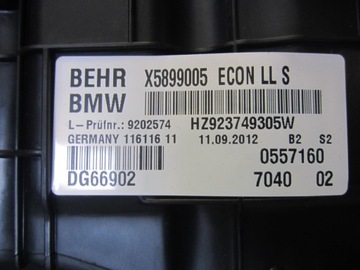 BEHR X5899005 ECON LL S
BMW
L-Prüfnr.: 9202574 HZ923749305W
GERMANY 116116 11 11.09.2012 B2 S2
0557160
DG66902 7040 02